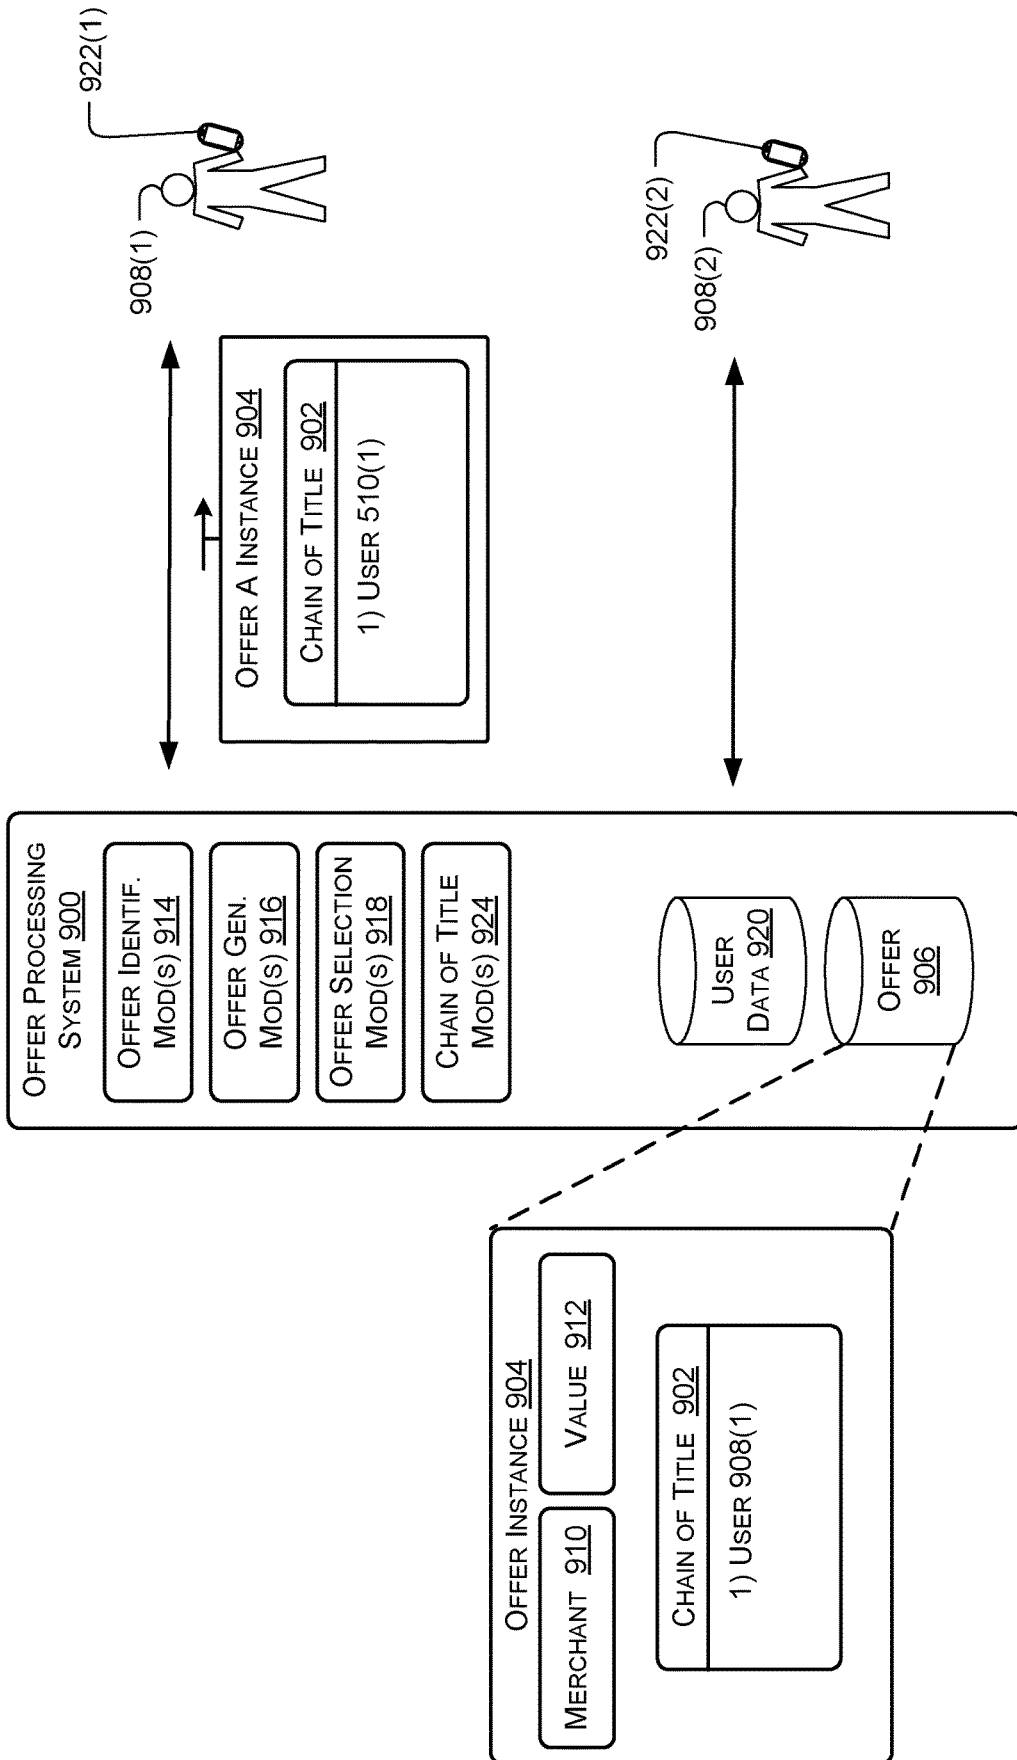 OFFER PROCESSING
SYSTEM 900
OFFER IDENTIF.
MOD(S) 914
OFFER GEN.
MOD(S) 916
OFFER SELECTION
MOD(S) 918
CHAIN OF TITLE
MOD(S) 924
USER
DATA 920
OFFER
906
OFFER INSTANCE 904
MERCHANT 910
VALUE 912
CHAIN OF TITLE 902
1) USER 908(1)
OFFER A INSTANCE 904
CHAIN OF TITLE 902
1) USER 510(1)
908(1)
922(1)
922(2)
908(2)